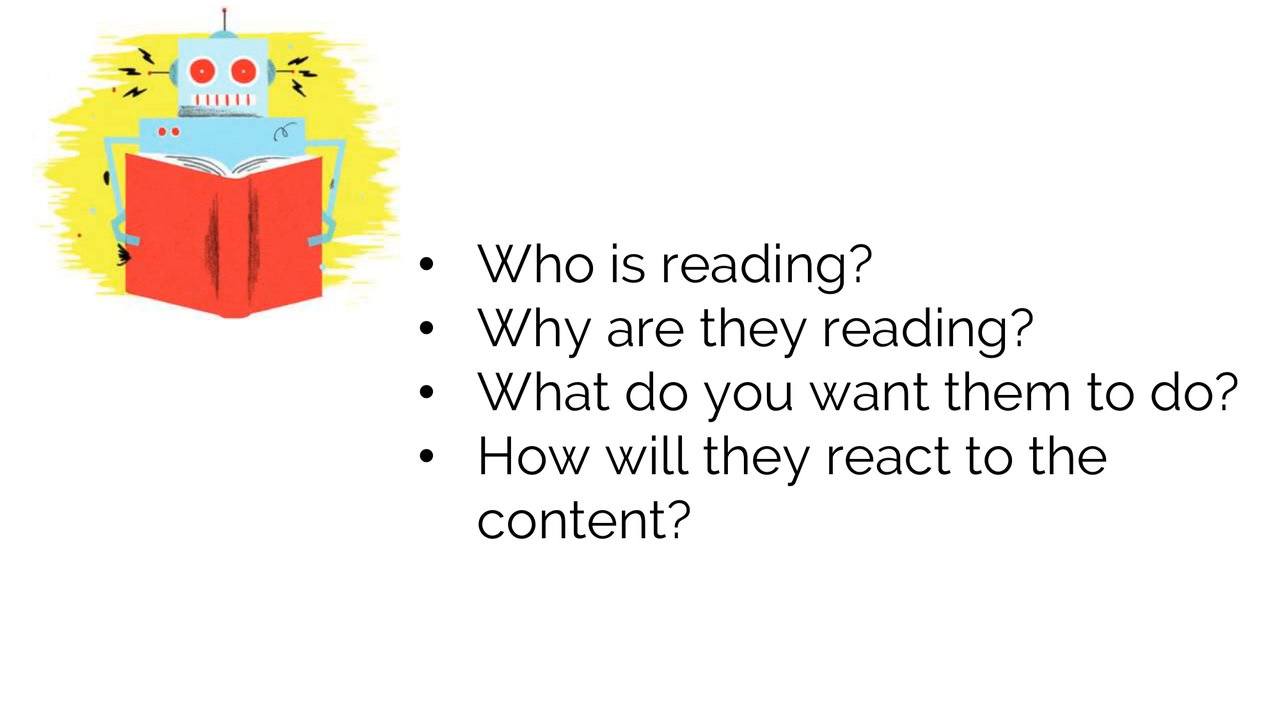 • Who is reading?
• Why are they reading?
• What do you want them to do?
• How will they react to the
content?